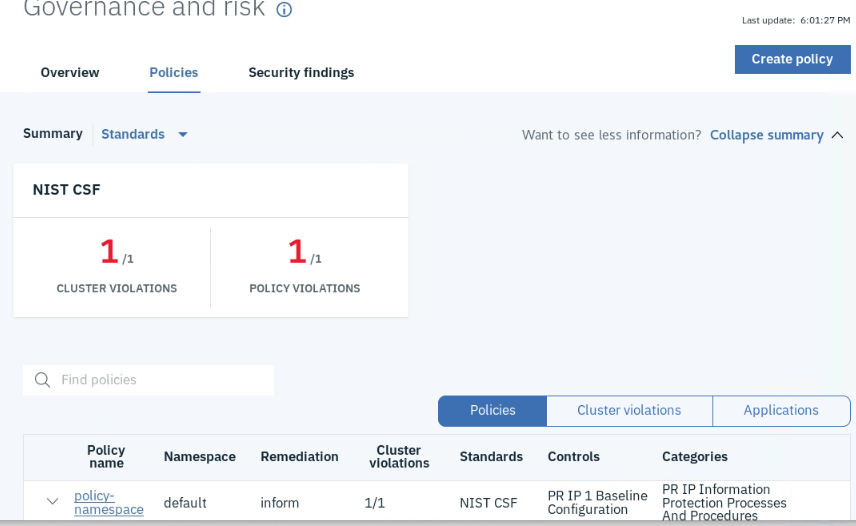 Governance and risk
Last update: 6:01:27 PM
Overview Policies Security findings Create policy
Summary Standards Want to see less information? Collapse summary
NIST CSF
1 /1 1 /1
CLUSTER VIOLATIONS POLICY VIOLATIONS
Find policies
Policies Cluster violations Applications
Policy name Namespace Remediation Cluster violations Standards Controls Categories
policy-namespace default inform 1/1 NIST CSF PR IP 1 Baseline Configuration PR IP Information Protection Processes And Procedures